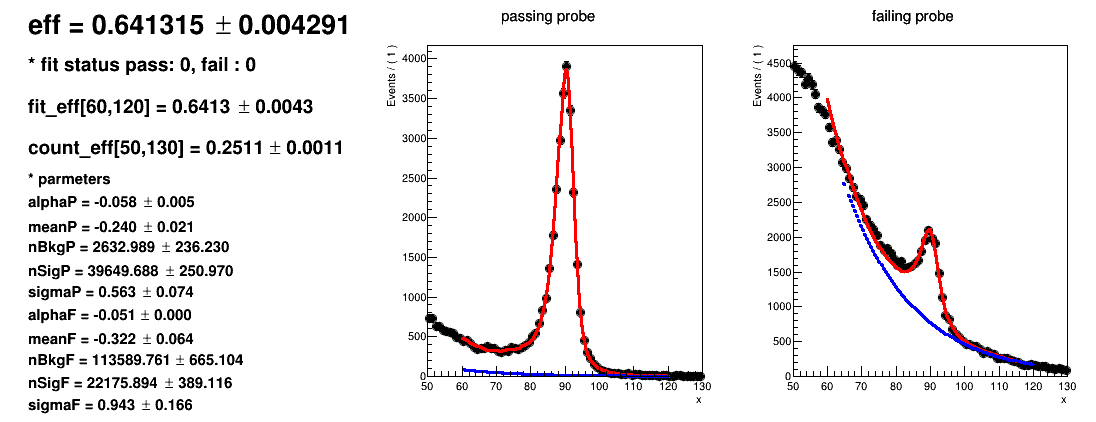 eff = 0.641315 ± 0.004291
* fit status pass: 0, fail : 0
fit_eff[60,120] = 0.6413 ± 0.0043
count_eff[50,130] = 0.2511 ± 0.0011
* parmeters
alphaP = -0.058 ± 0.005
meanP = -0.240 ± 0.021
nBkgP = 2632.989 ± 236.230
nSigP = 39649.688 ± 250.970
sigmaP = 0.563 ± 0.074
alphaF = -0.051 ± 0.000
meanF = -0.322 ± 0.064
nBkgF = 113589.761 ± 665.104
nSigF = 22175.894 ± 389.116
sigmaF = 0.943 ± 0.166
passing probe
Events / ( 1 )
4000
3500
3000
2500
2000
1500
1000
500
0
50 60 70 80 90 100 110 120 130
x
failing probe
Events / ( 1 )
4500
4000
3500
3000
2500
2000
1500
1000
500
0
50 60 70 80 90 100 110 120 130
x